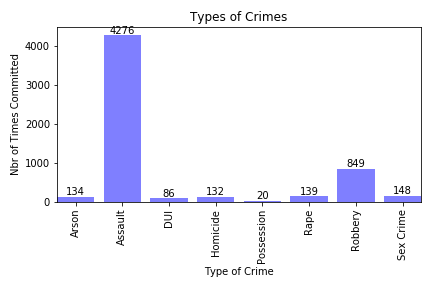 Types of Crimes
Nbr of Times Committed
4000
3000
2000
1000
0
134
4276
86
132
20
139
849
148
Arson
Assault
DUI
Homicide
Possession
Rape
Robbery
Sex Crime
Type of Crime